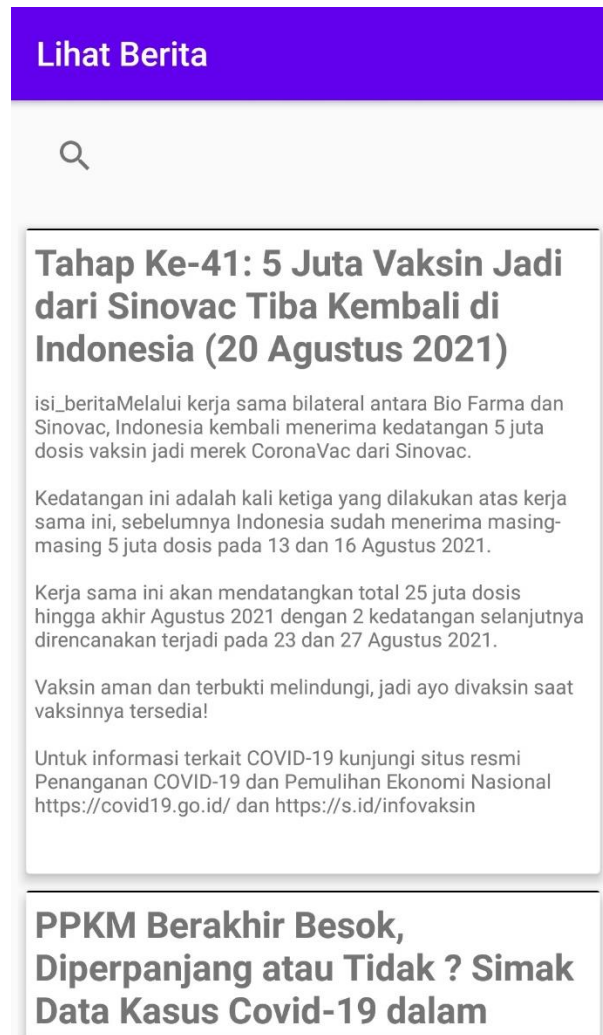 Lihat Berita
Tahap Ke-41: 5 Juta Vaksin Jadi
dari Sinovac Tiba Kembali di
Indonesia (20 Agustus 2021)
isi_beritaMelalui kerja sama bilateral antara Bio Farma dan
Sinovac, Indonesia kembali menerima kedatangan 5 juta
dosis vaksin jadi merek CoronaVac dari Sinovac.
Kedatangan ini adalah kali ketiga yang dilakukan atas kerja
sama ini, sebelumnya Indonesia sudah menerima masing-
masing 5 juta dosis pada 13 dan 16 Agustus 2021.
Kerja sama ini akan mendatangkan total 25 juta dosis
hingga akhir Agustus 2021 dengan 2 kedatangan selanjutnya
direncanakan terjadi pada 23 dan 27 Agustus 2021.
Vaksin aman dan terbukti melindungi, jadi ayo divaksin saat
vaksinnya tersedia!
Untuk informasi terkait COVID-19 kunjungi situs resmi
Penanganan COVID-19 dan Pemulihan Ekonomi Nasional
https://covid19.go.id/ dan https://s.id/infovaksin
PPKM Berakhir Besok,
Diperpanjang atau Tidak ? Simak
Data Kasus Covid-19 dalam